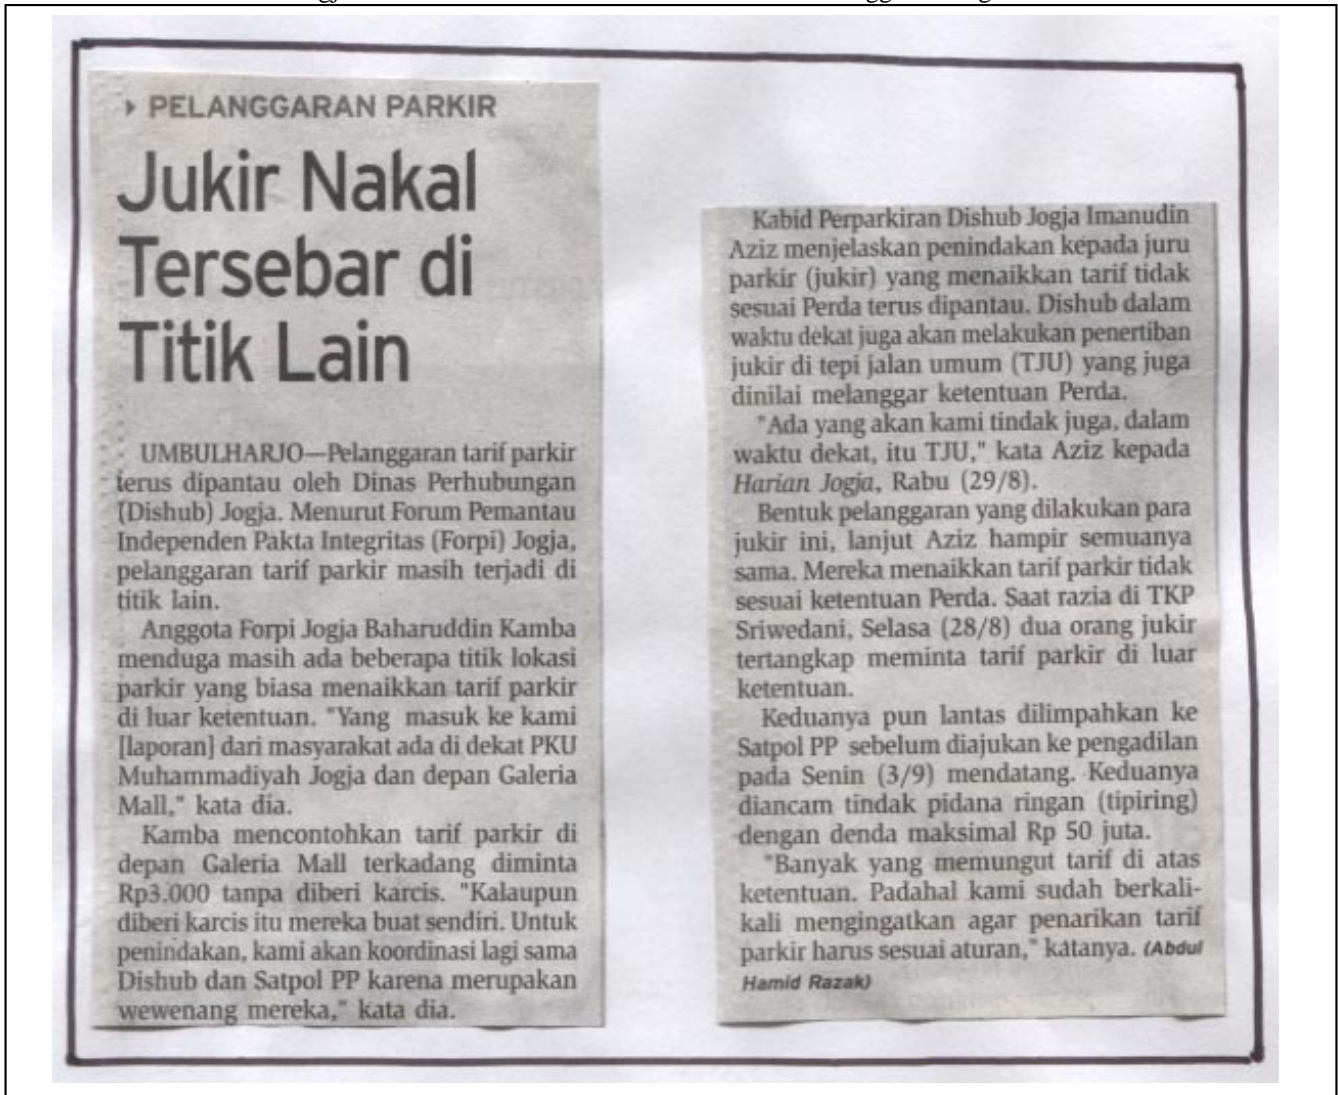 PELANGGARAN PARKIR
Jukir Nakal
Tersebar di
Titik Lain
UMBULHARJO—Pelanggaran tarif parkir
terus dipantau oleh Dinas Perhubungan
(Dishub) Jogja. Menurut Forum Pemantau
Independen Pakta Integritas (Forpi) Jogja,
pelanggaran tarif parkir masih terjadi di
titik lain.
Anggota Forpi Jogja Baharuddin Kamba
menduga masih ada beberapa titik lokasi
parkir yang biasa menaikkan tarif parkir
di luar ketentuan. "Yang masuk ke kami
[laporan] dari masyarakat ada di dekat PKU
Muhammadiyah Jogja dan depan Galeria
Mall," kata dia.
Kamba mencontohkan tarif parkir di
depan Galeria Mall terkadang diminta
Rp3.000 tanpa diberi karcis. "Kalaupun
diberi karcis itu mereka buat sendiri. Untuk
penindakan, kami akan koordinasi lagi sama
Dishub dan Satpol PP karena merupakan
wewenang mereka," kata dia.
Kabid Perparkiran Dishub Jogja Imanudin
Aziz menjelaskan penindakan kepada juru
parkir (jukir) yang menaikkan tarif tidak
sesuai Perda terus dipantau. Dishub dalam
waktu dekat juga akan melakukan penertiban
jukir di tepi jalan umum (TJU) yang juga
dinilai melanggar ketentuan Perda.
"Ada yang akan kami tindak juga, dalam
waktu dekat, itu TJU," kata Aziz kepada
Harian Jogja, Rabu (29/8).
Bentuk pelanggaran yang dilakukan para
jukir ini, lanjut Aziz hampir semuanya
sama. Mereka menaikkan tarif parkir tidak
sesuai ketentuan Perda. Saat razia di TKP
Sriwedani, Selasa (28/8) dua orang jukir
tertangkap meminta tarif parkir di luar
ketentuan.
Keduanya pun lantas dilimpahkan ke
Satpol PP sebelum diajukan ke pengadilan
pada Senin (3/9) mendatang. Keduanya
diancam tindak pidana ringan (tipiring)
dengan denda maksimal Rp 50 juta.
"Banyak yang memungut tarif di atas
ketentuan. Padahal kami sudah berkali-
kali mengingatkan agar penarikan tarif
parkir harus sesuai aturan," katanya. (Abdul
Hamid Razak)